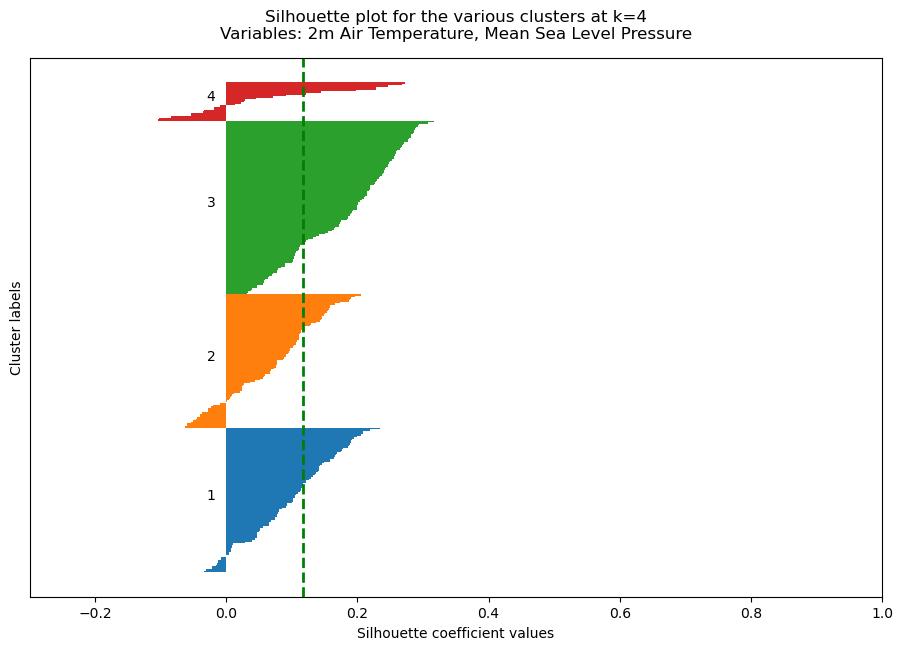 Silhouette plot for the various clusters at k=4
Variables: 2m Air Temperature, Mean Sea Level Pressure
4
3
2
1
Cluster labels
−0.2
0.0
0.2
0.4
0.6
0.8
1.0
Silhouette coefficient values